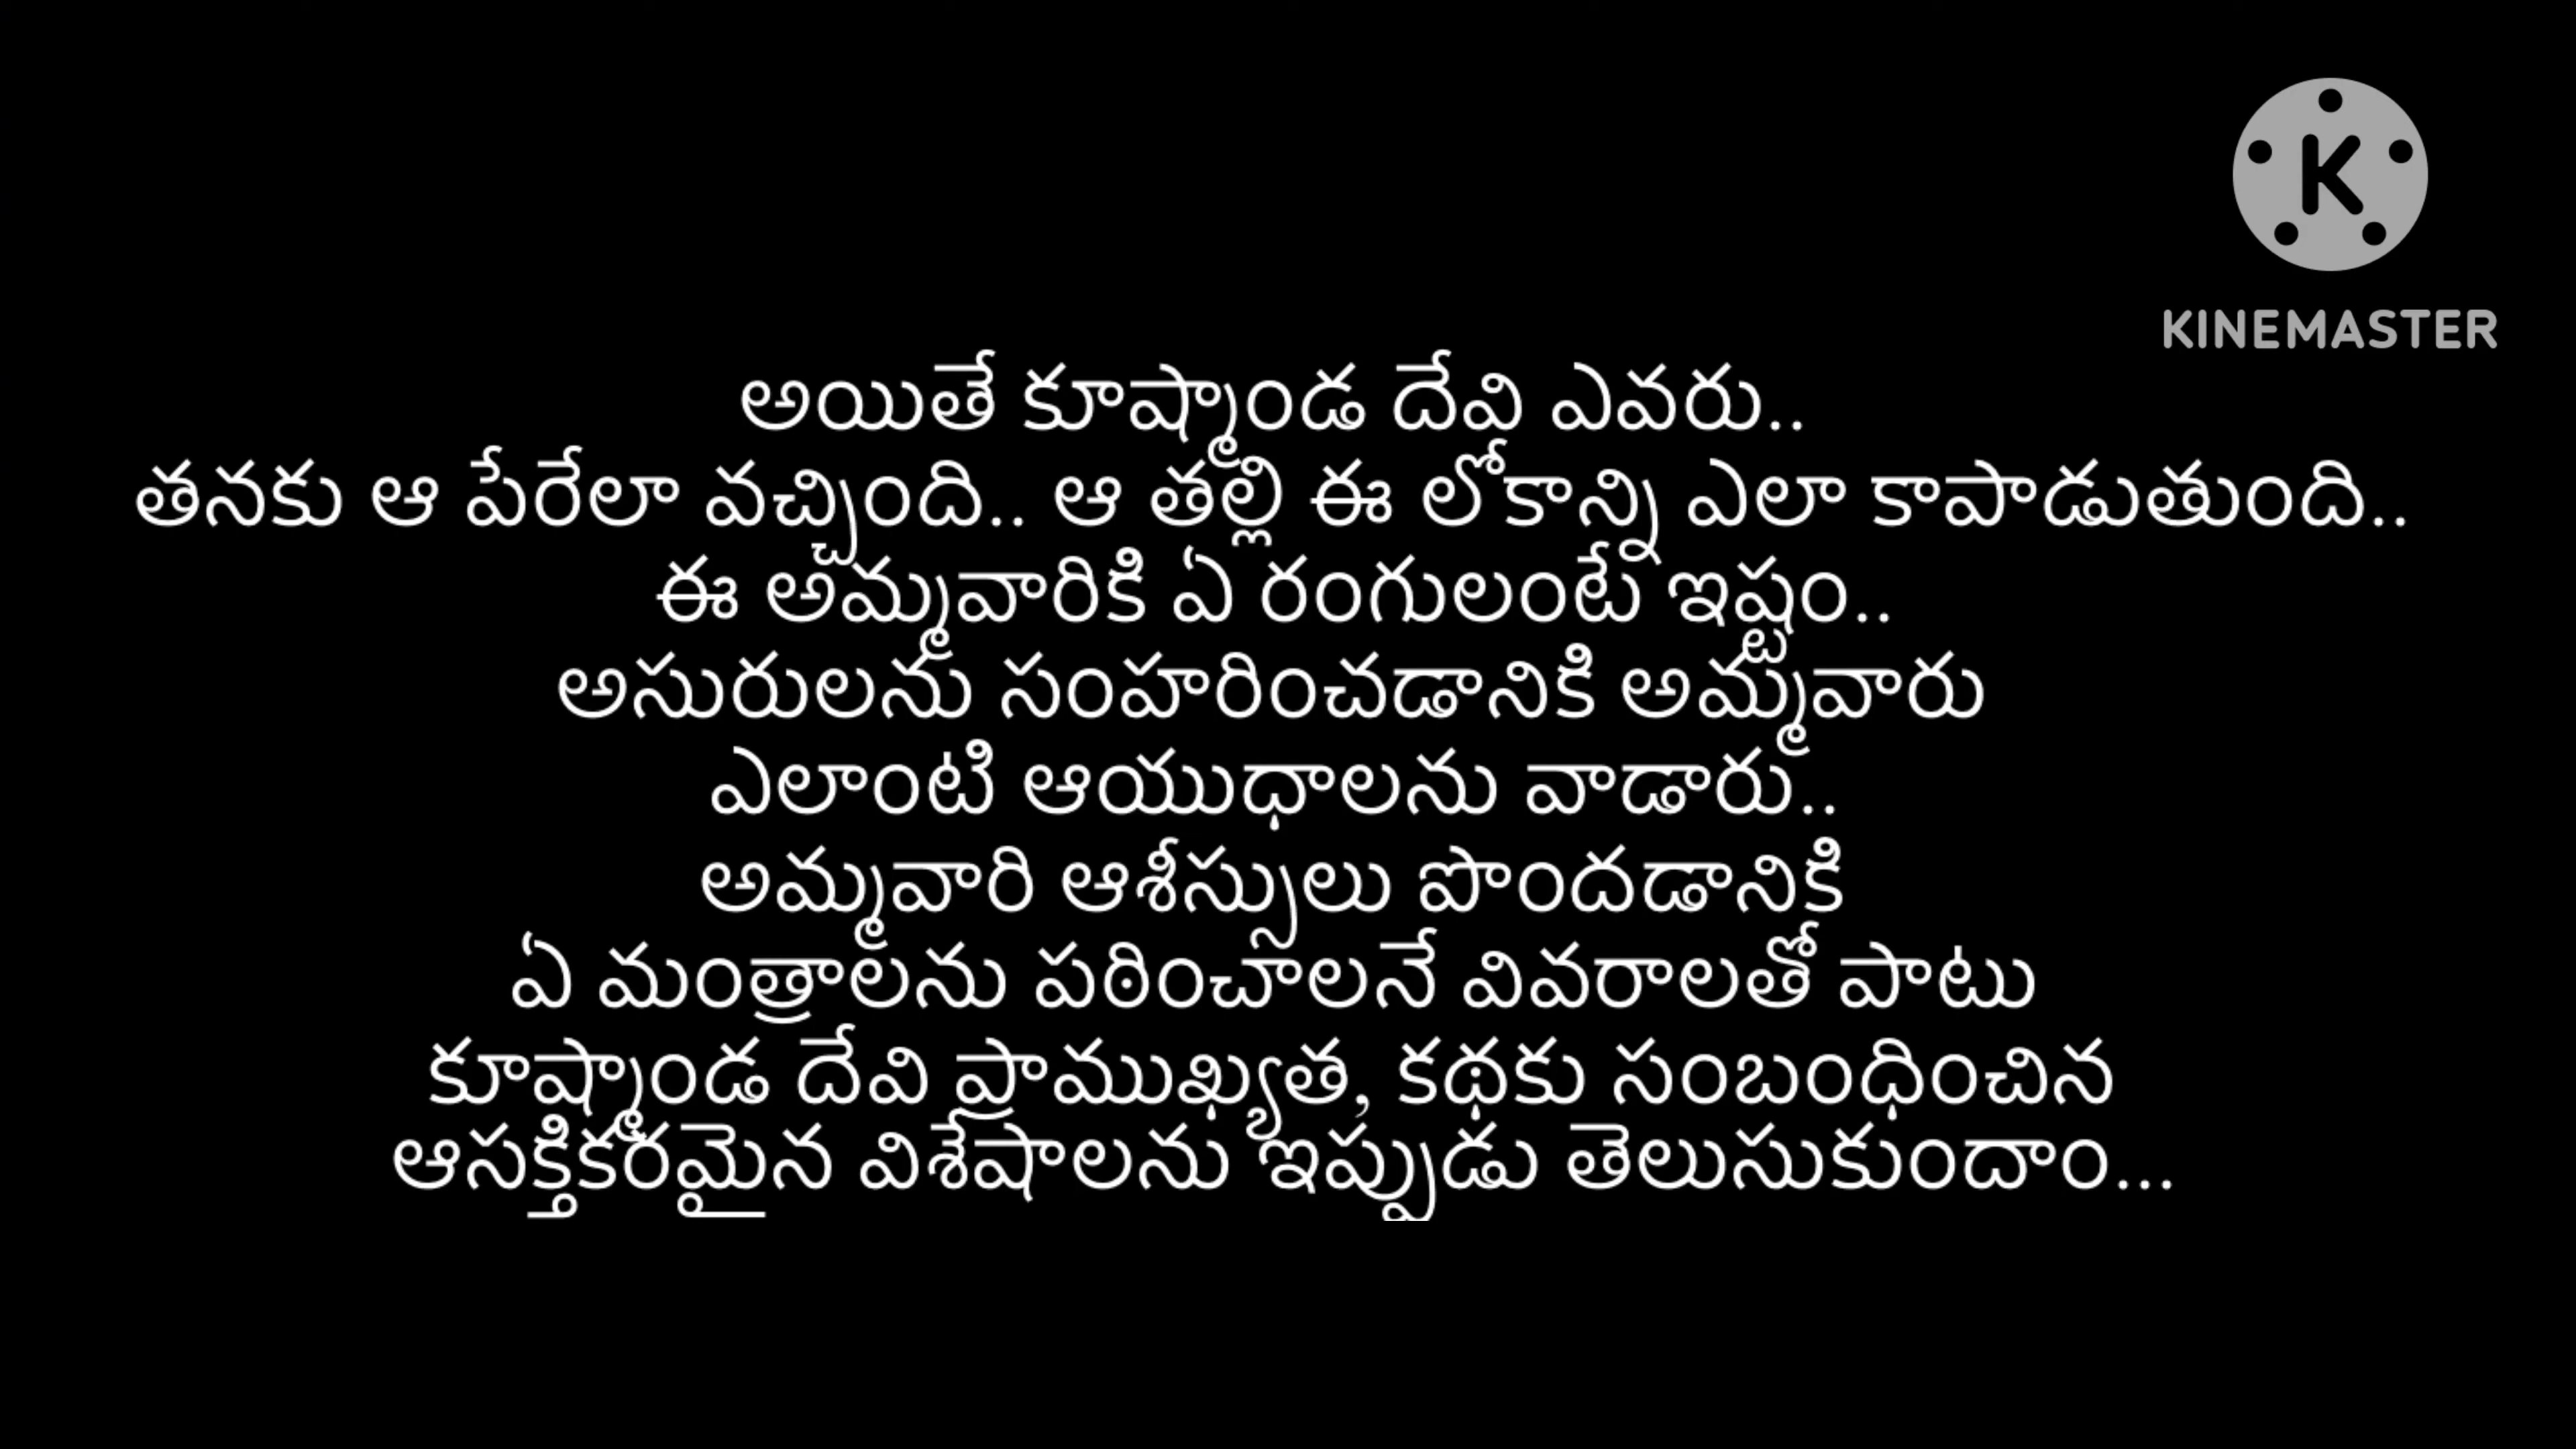 K
KINEMASTER
అయితే కూష్మాండ దేవి ఎవరు..
తనకు ఆ పేరేలా వచ్చింది.. ఆ తల్లి ఈ లోకాన్ని ఎలా కాపాడుతుంది..
ఈ అమ్మవారికి ఏ రంగులంటే ఇష్టం..
అసురులను సంహరించడానికి అమ్మవారు
ఎలాంటి ఆయుధాలను వాడారు..
అమ్మవారి ఆశీస్సులు పొందడానికి
ఏ మంత్రాలను పఠించాలనే వివరాలతో పాటు
కూష్మాండ దేవి ప్రాముఖ్యత, కథకు సంబంధించిన
ఆసక్తికరమైన విశేషాలను ఇప్పుడు తెలుసుకుందాం...